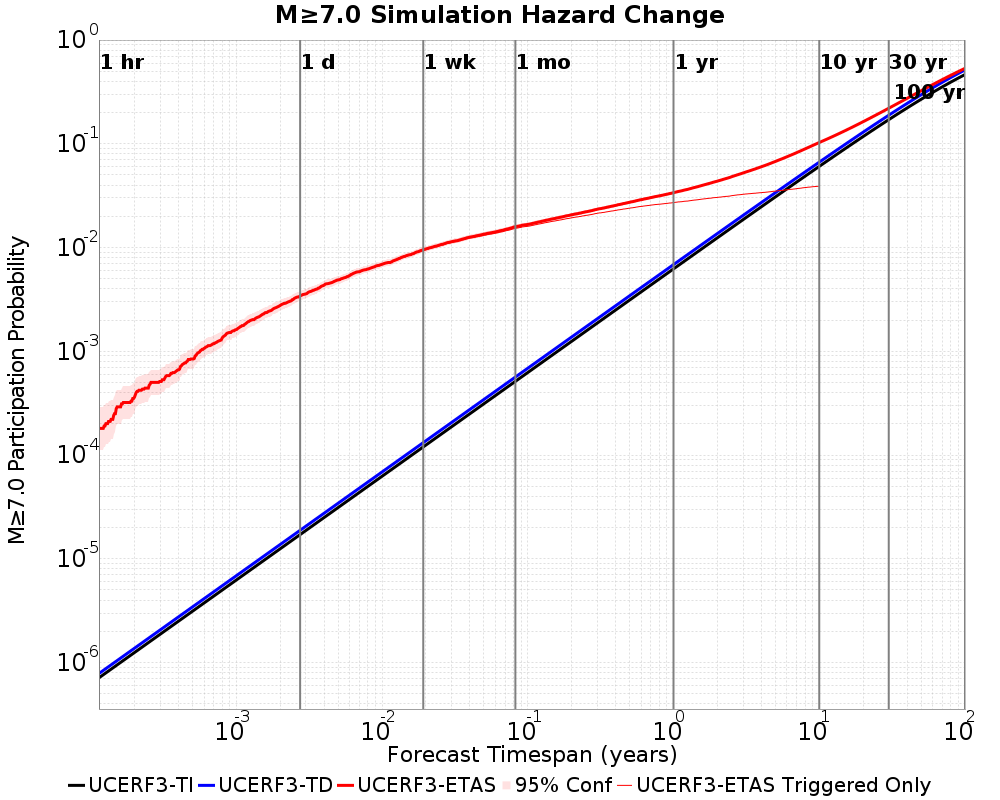 M≥7.0 Simulation Hazard Change
M≥7.0 Participation Probability
10^0
10^-1
10^-2
10^-3
10^-4
10^-5
10^-6
1 hr
1 d
1 wk
1 mo
1 yr
10 yr
30 yr
100 yr
10^-3
10^-2
10^-1
10^0
10^1
10^2
Forecast Timespan (years)
UCERF3-TI UCERF3-TD UCERF3-ETAS 95% Conf UCERF3-ETAS Triggered Only